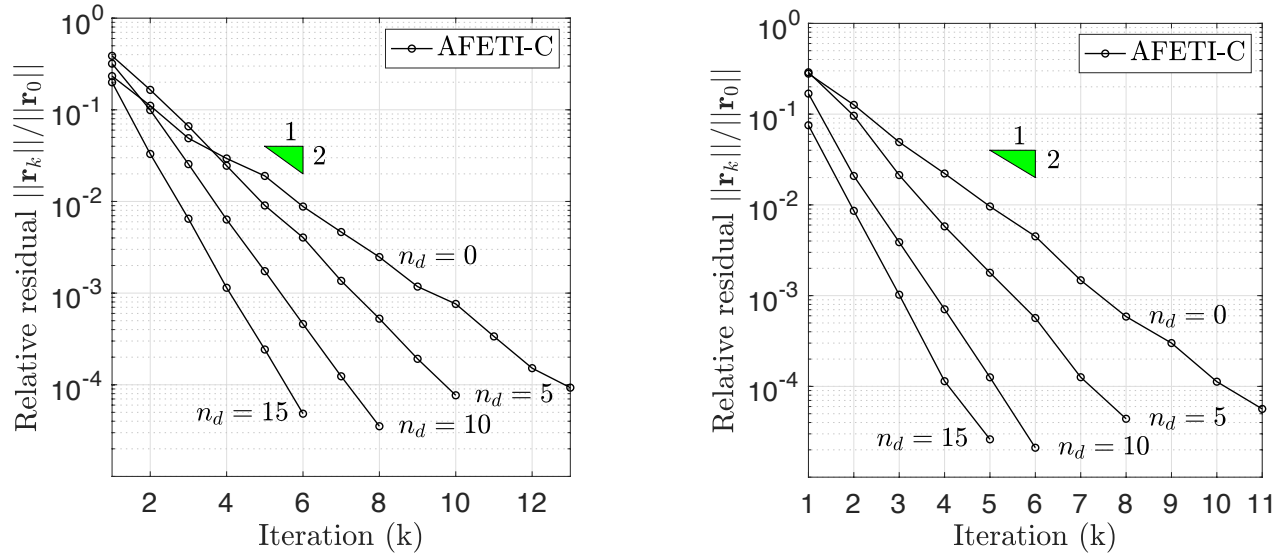 Relative residual ||r_k||/||r_0||
10^0
10^-1
10^-2
10^-3
10^-4
AFETI-C
1
2
n_d = 0
n_d = 5
n_d = 10
n_d = 15
2 4 6 8 10 12
Iteration (k)
Relative residual ||r_k||/||r_0||
10^0
10^-1
10^-2
10^-3
10^-4
AFETI-C
1
2
n_d = 0
n_d = 5
n_d = 10
n_d = 15
1 2 3 4 5 6 7 8 9 10 11
Iteration (k)